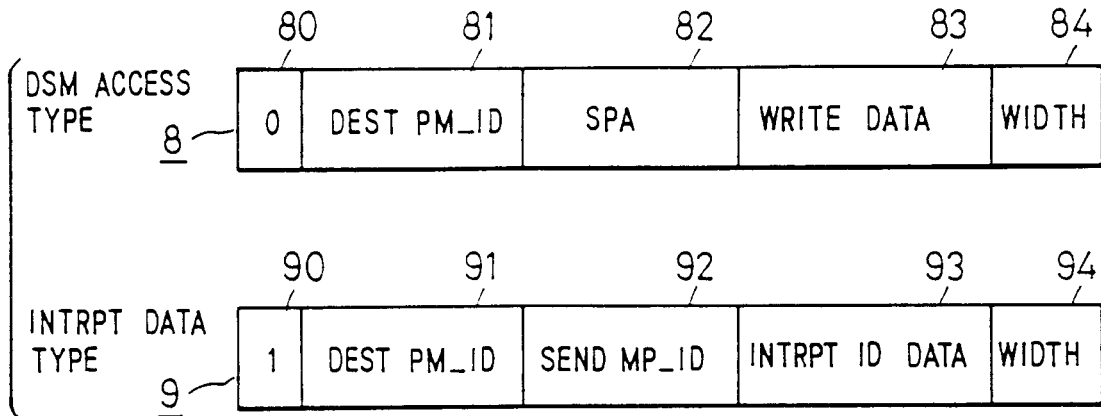 80 81 82 83 84
DSM ACCESS
TYPE
8
0 DEST PM_ID SPA WRITE DATA WIDTH
90 91 92 93 94
INTRPT DATA
TYPE
9
1 DEST PM_ID SEND MP_ID INTRPT ID DATA WIDTH